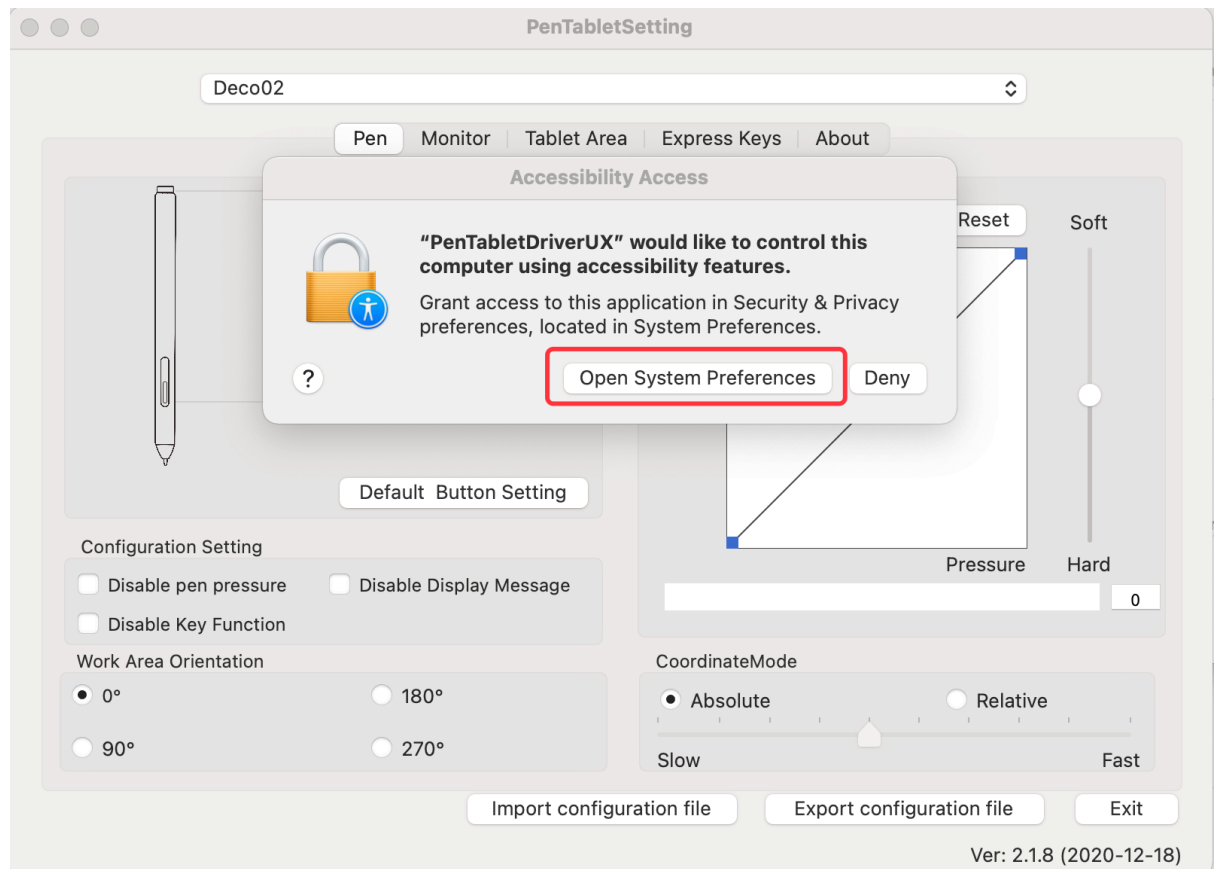 PenTabletSetting
Deco02
Pen Monitor Tablet Area Express Keys About
Accessibility Access
“PenTabletDriverUX” would like to control this
computer using accessibility features.
Grant access to this application in Security & Privacy
preferences, located in System Preferences.
? Open System Preferences Deny
Reset Soft
Default Button Setting
Pressure Hard
0
Configuration Setting
Disable pen pressure Disable Display Message
Disable Key Function
Work Area Orientation
0° 180°
90° 270°
CoordinateMode
Absolute Relative
Slow Fast
Import configuration file Export configuration file Exit
Ver: 2.1.8 (2020-12-18)